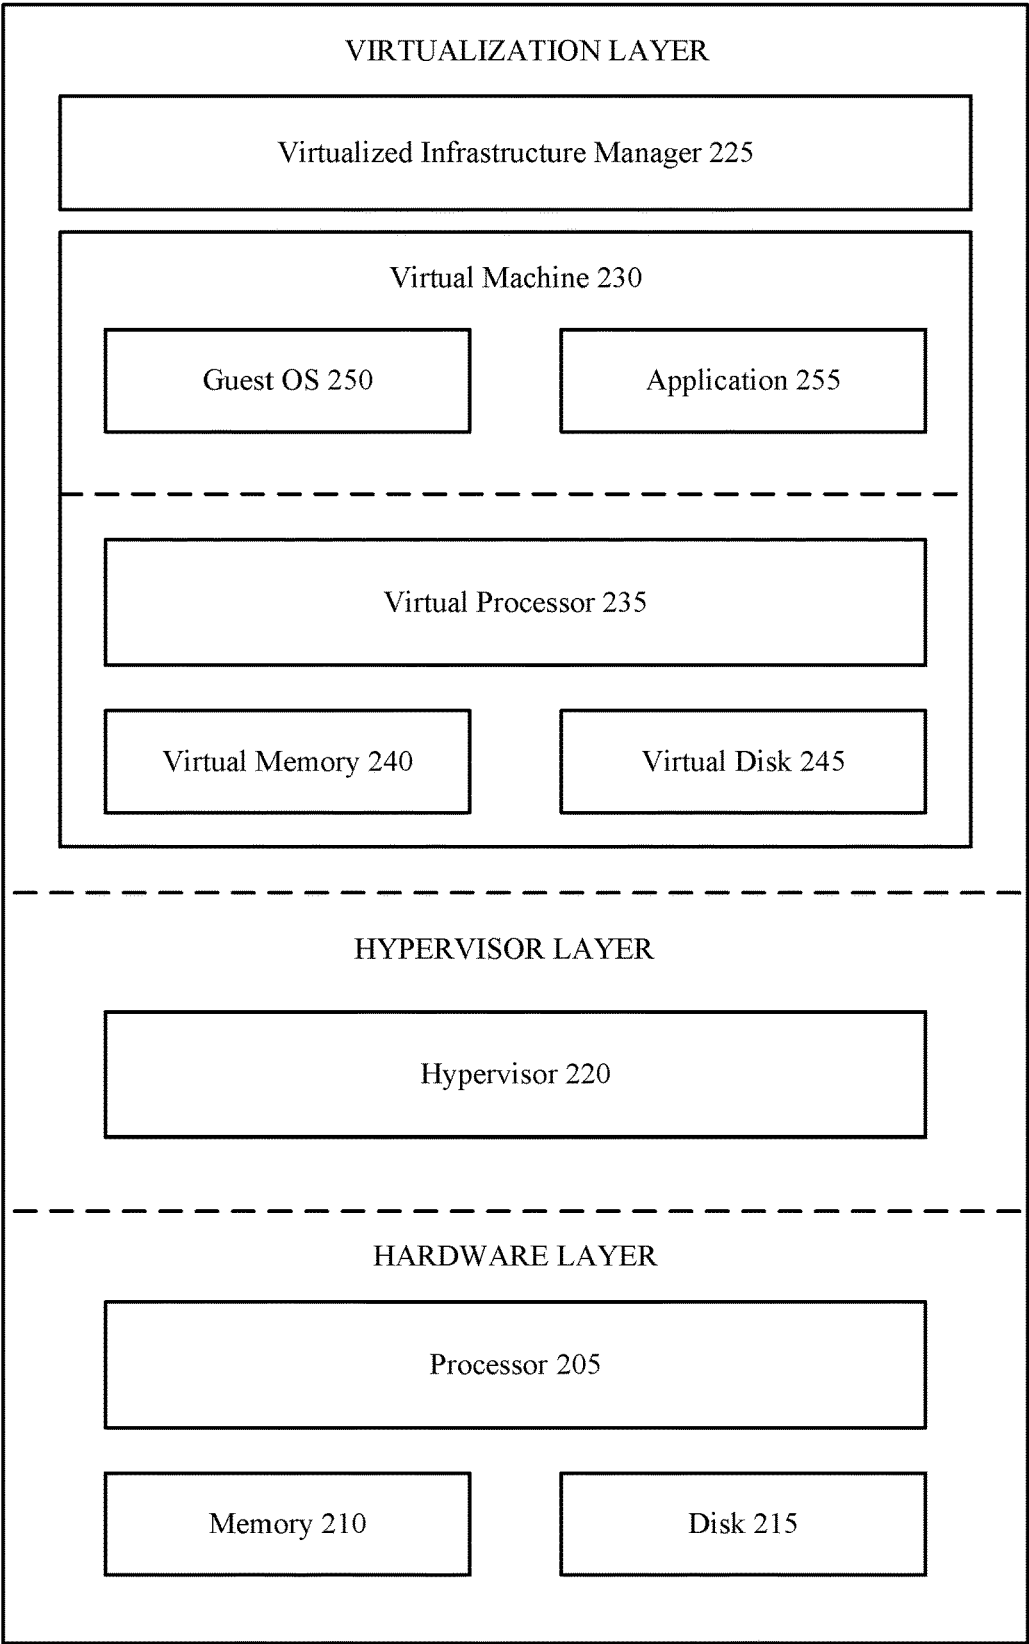 VIRTUALIZATION LAYER
Virtualized Infrastructure Manager 225
Virtual Machine 230
Guest OS 250
Application 255
Virtual Processor 235
Virtual Memory 240
Virtual Disk 245
HYPERVISOR LAYER
Hypervisor 220
HARDWARE LAYER
Processor 205
Memory 210
Disk 215